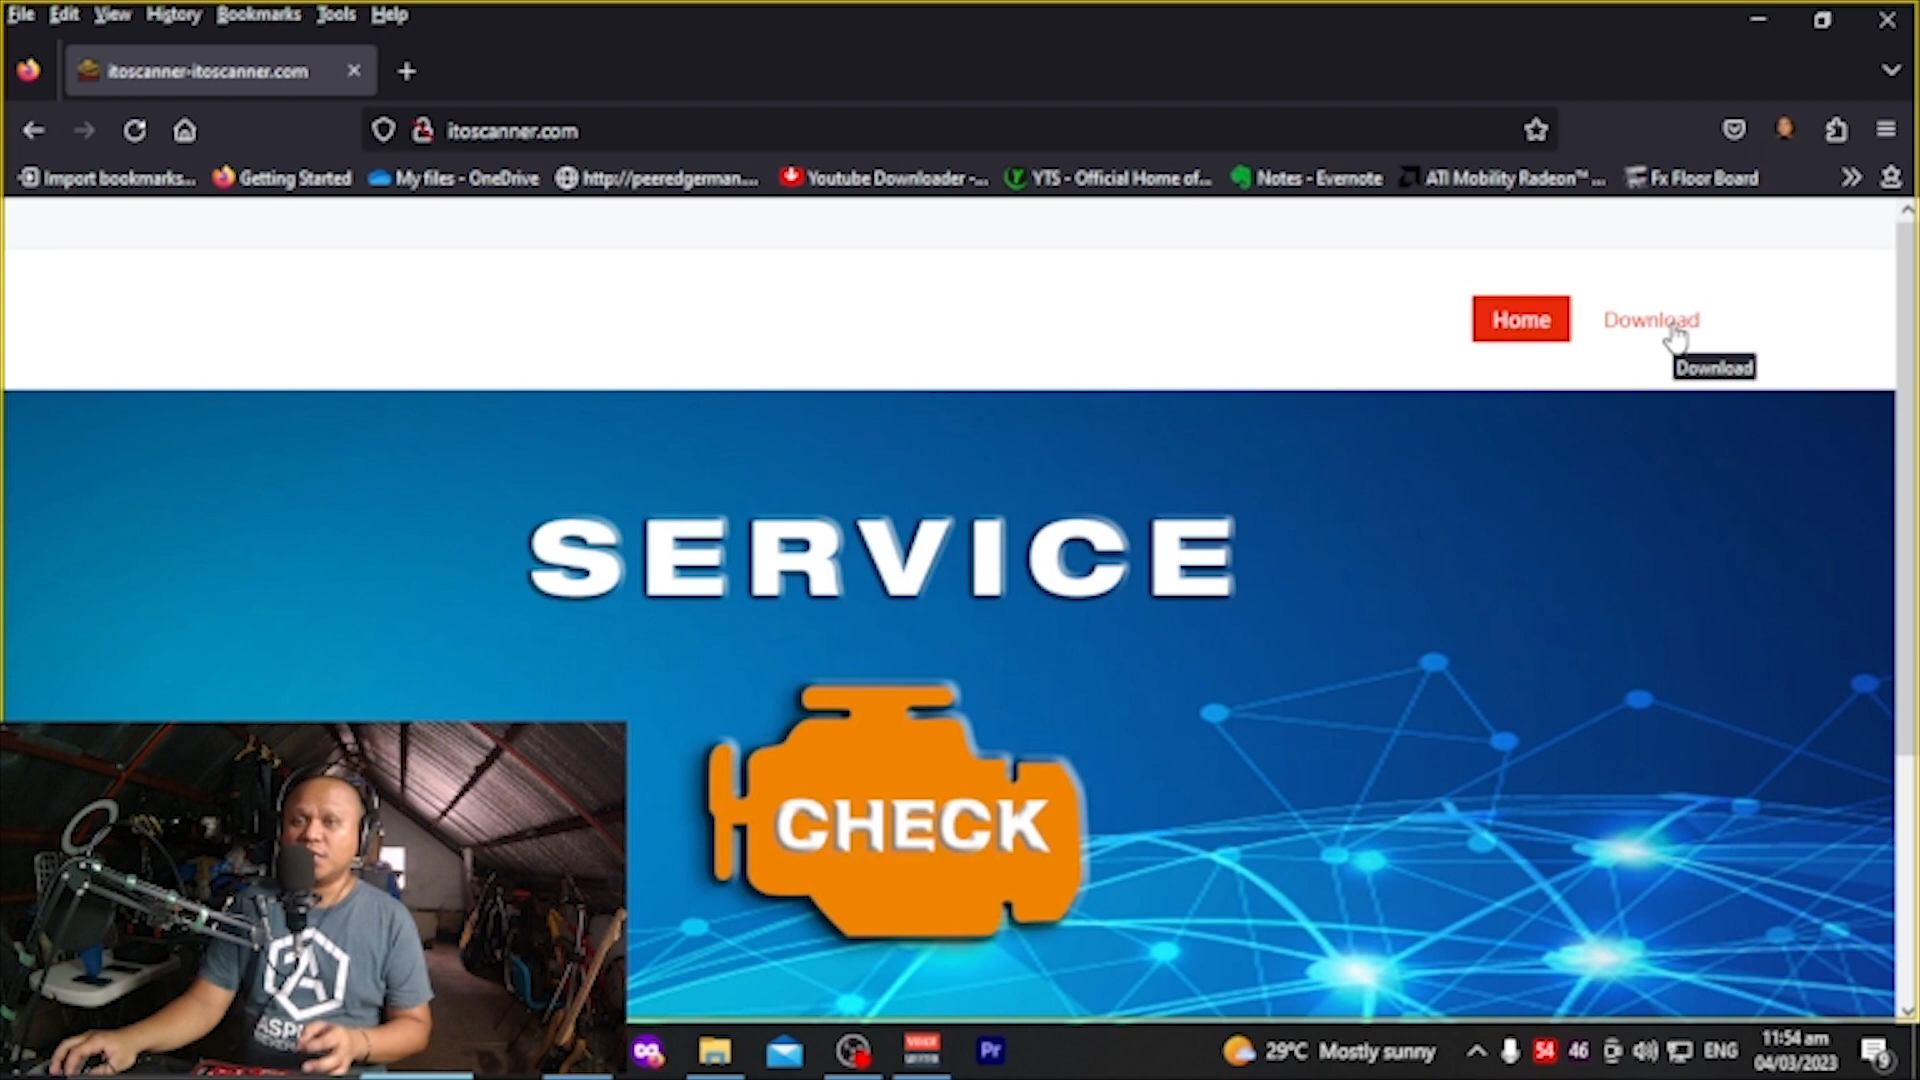 File Edit View History Bookmarks Tools Help
itoscanner-itoscanner.com
itoscanner.com
Import bookmarks... Getting Started My files - OneDrive http://peeredgerman.... Youtube Downloader -... YTS - Official Home of... Notes - Evernote ATI Mobility Radeon™ ... Fx Floor Board
Home Download
Download
SERVICE
CHECK
Pr
29°C Mostly sunny
54 46
ENG
11:54 am
04/03/2023
9